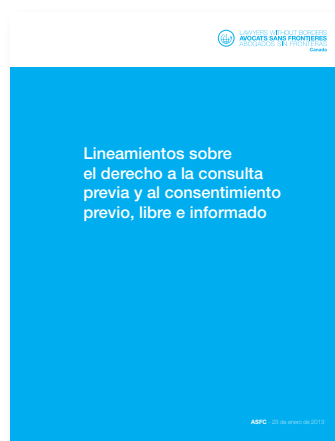 LAWYERS WITHOUT BORDERS
AVOCATS SANS FRONTIÈRES
ABOGADOS SIN FRONTERAS
Canada
Lineamientos sobre
el derecho a la consulta
previa y al consentimiento
previo, libre e informado
ASFC - 23 de enero de 2013